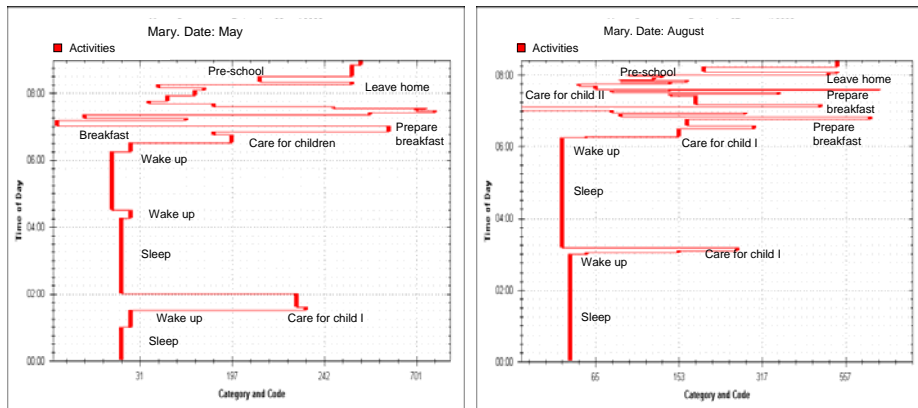 Mary. Date: May
Activities
Pre-school
Leave home
08:00
Breakfast
Care for children
Prepare
breakfast
06:00
Wake up
Wake up
04:00
Time of Day
Sleep
02:00
Wake up
Care for child I
Sleep
00:00
31 197 242 701
Category and Code
Mary. Date: August
Activities
08:00
Pre-school
Leave home
Care for child II
Prepare
breakfast
Prepare
breakfast
06:00
Care for child I
Wake up
Sleep
04:00
Time of Day
Wake up
Care for child I
02:00
Sleep
00:00
65 153 317 557
Category and Code